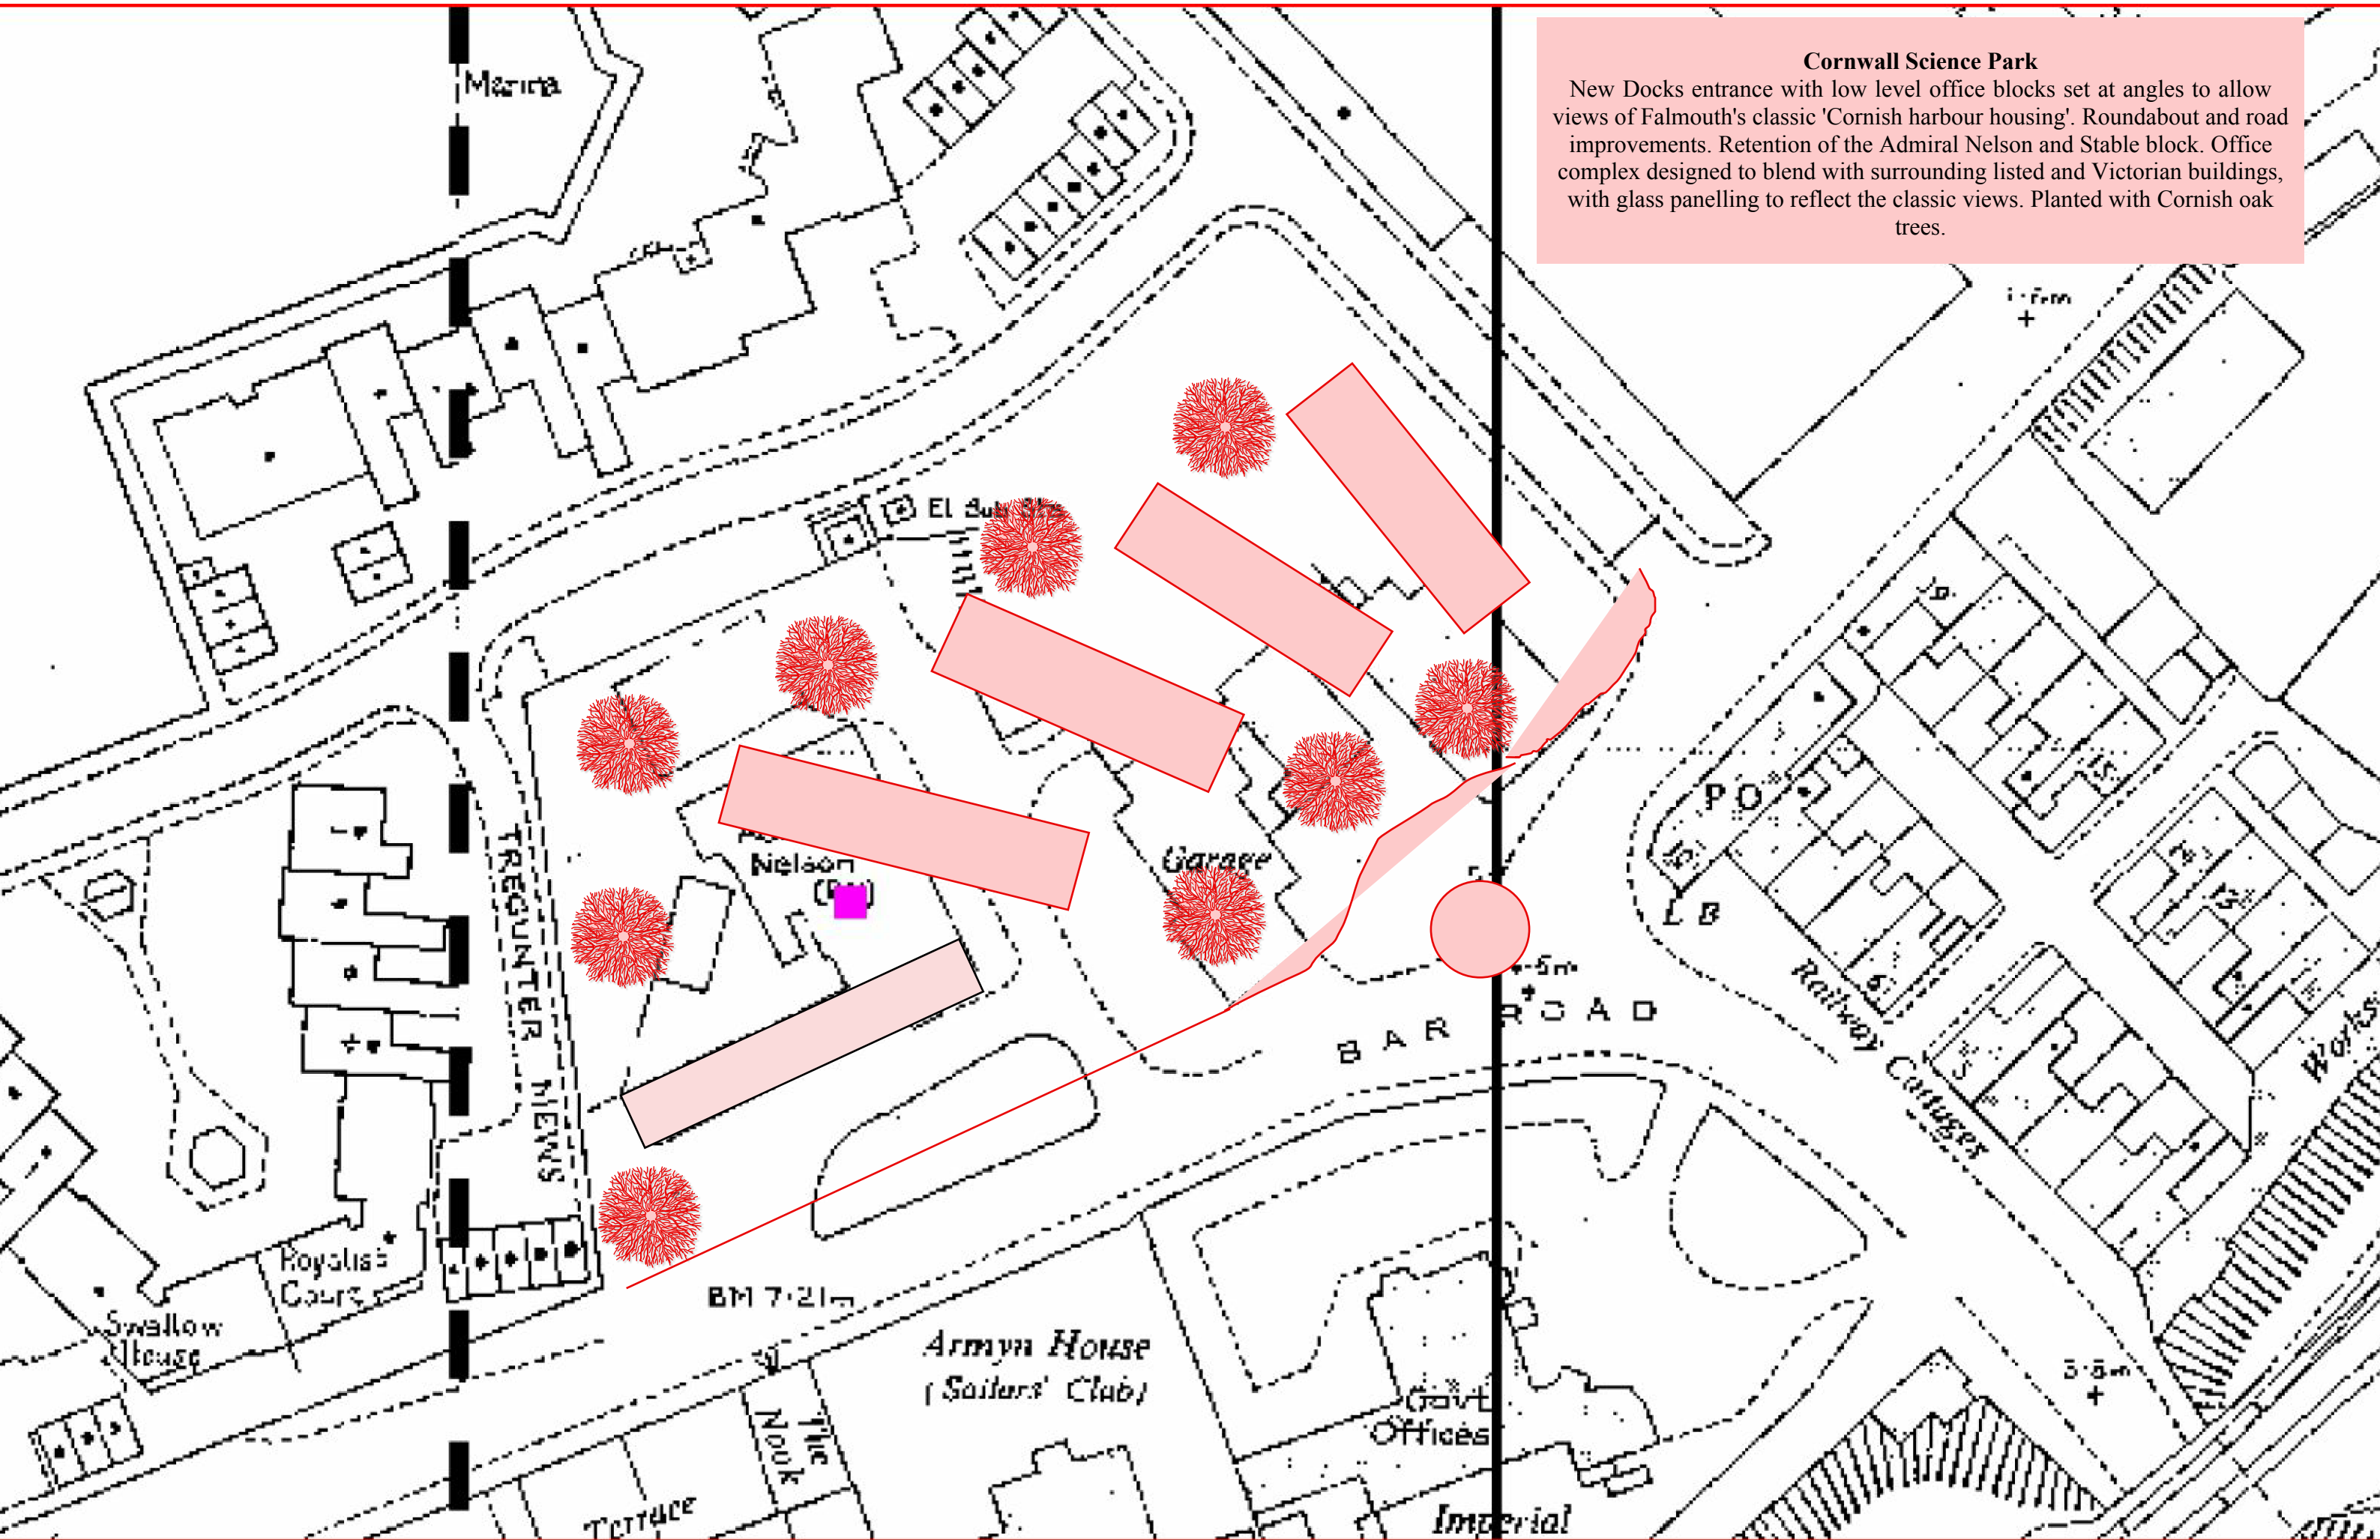 Marina
Cornwall Science Park
New Docks entrance with low level office blocks set at angles to allow
views of Falmouth's classic 'Cornish harbour housing'. Roundabout and road
improvements. Retention of the Admiral Nelson and Stable block. Office
complex designed to blend with surrounding listed and Victorian buildings,
with glass panelling to reflect the classic views. Planted with Cornish oak
trees.
El Sub Sta
PO
Nelson
Garage
L B
TREGUNTER MEWS
BAR ROAD
Railway Cottages
Works
Royalist
Court
Swallow
House
BM 7·21m
Armyn House
(Sailors' Club)
Govt
Offices
The
Nook
Terrace
Imperial